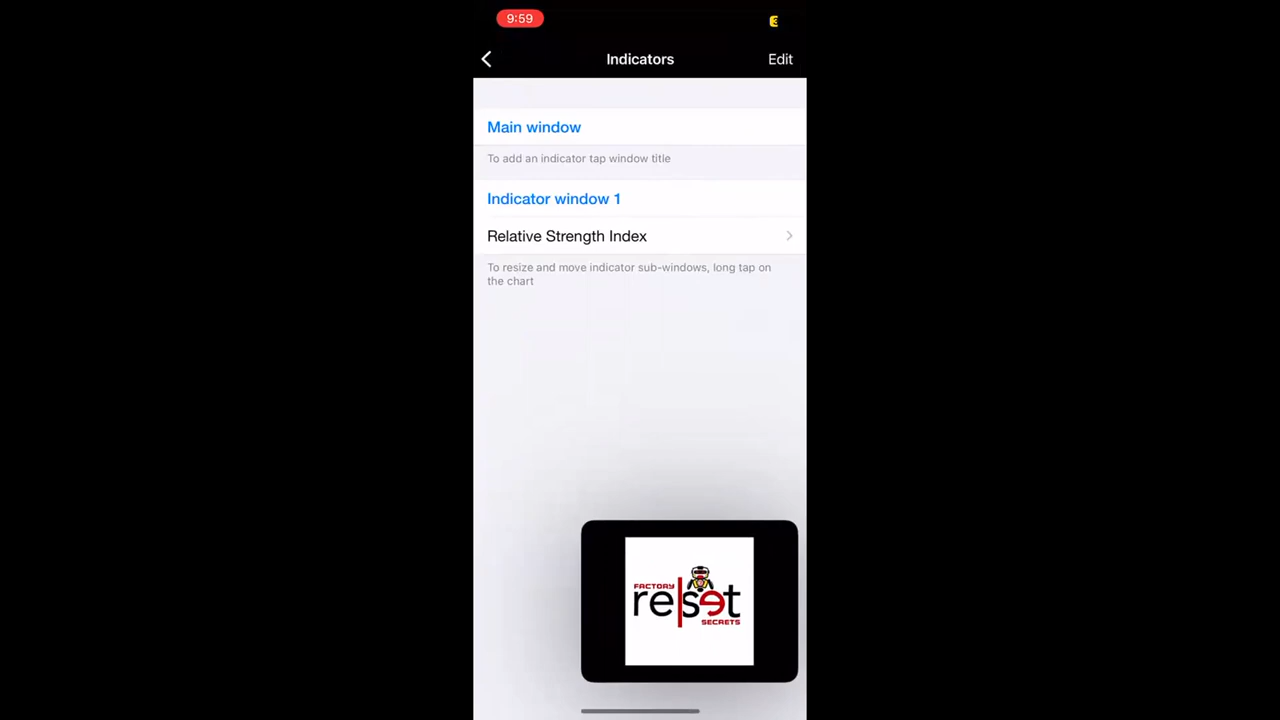 9:59
Indicators
Edit
Main window
To add an indicator tap window title
Indicator window 1
Relative Strength Index
To resize and move indicator sub-windows, long tap on
the chart
FACTORY
reset
SECRETS